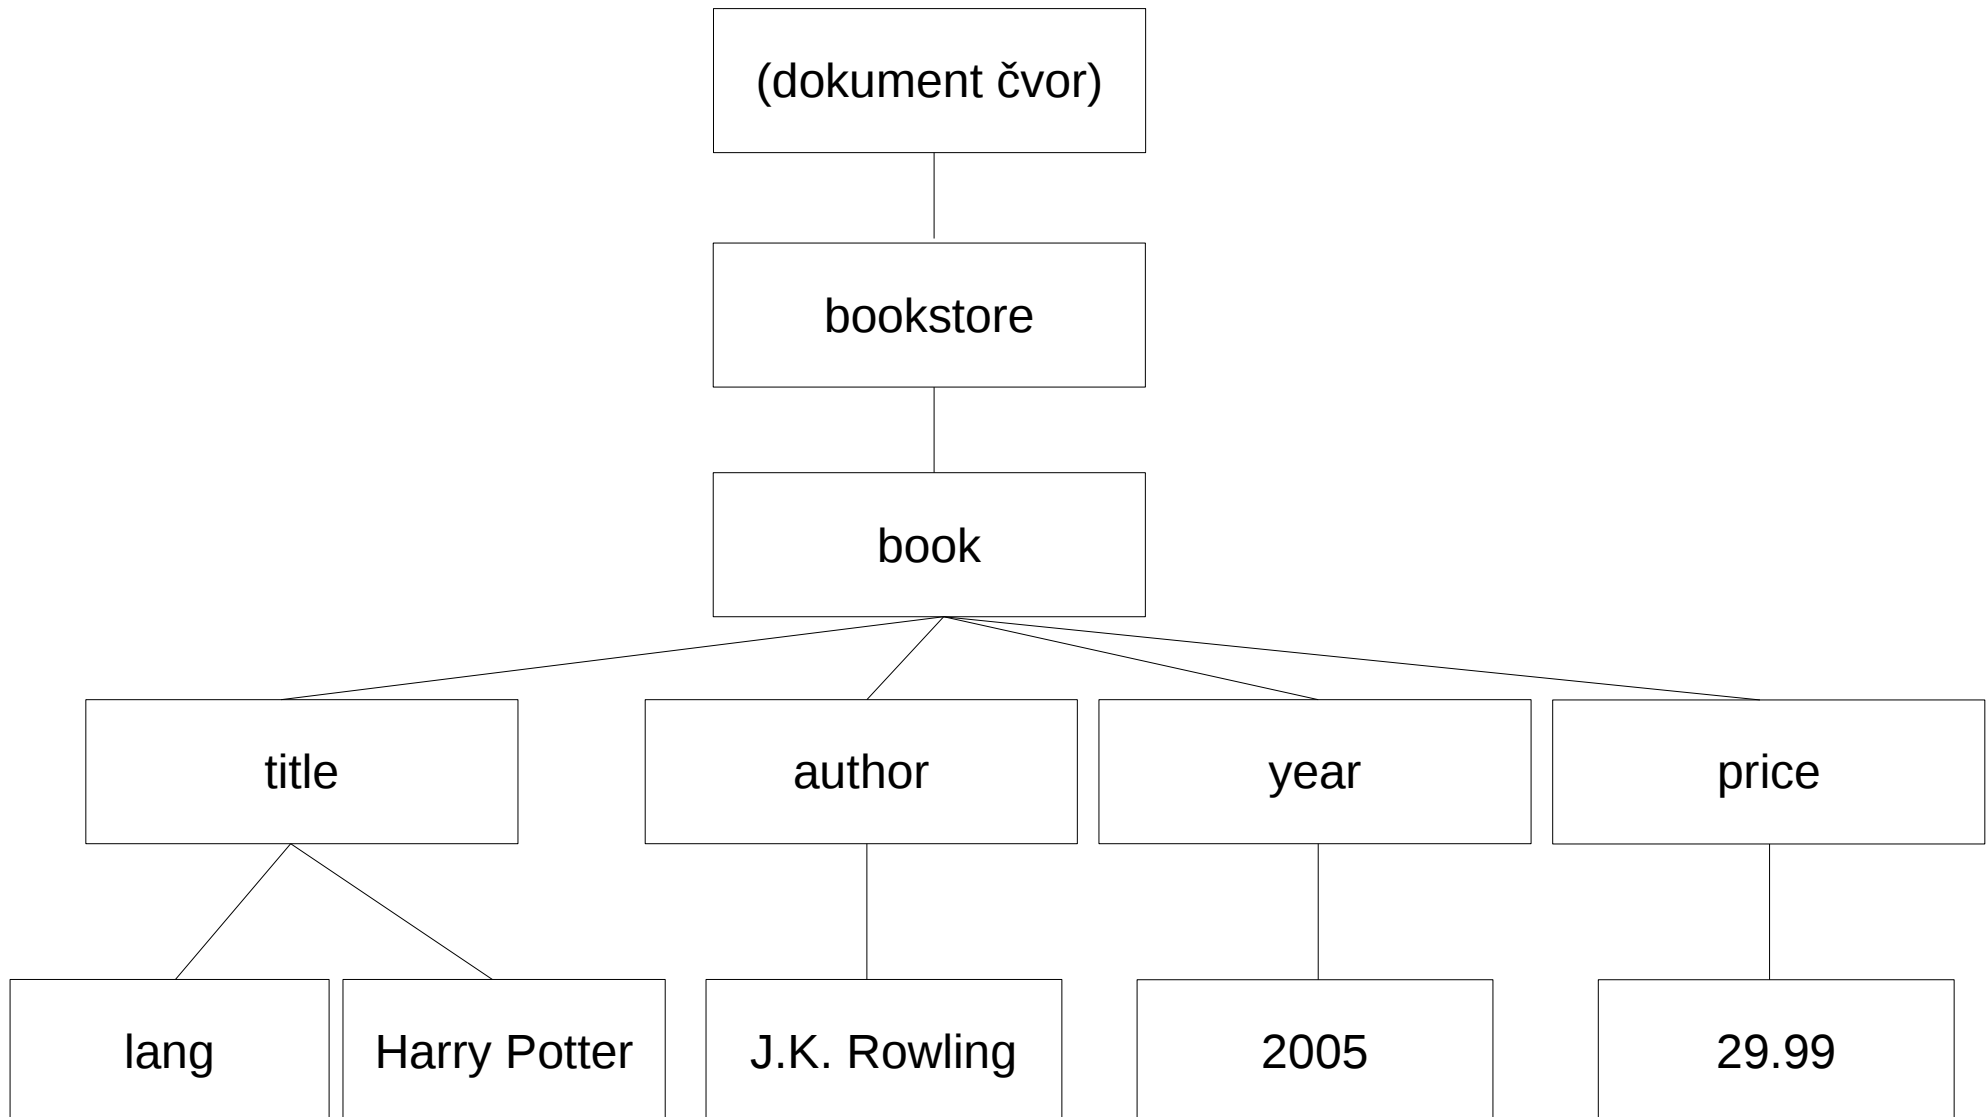 (dokument čvor)
bookstore
book
title
author
year
price
lang
Harry Potter
J.K. Rowling
2005
29.99